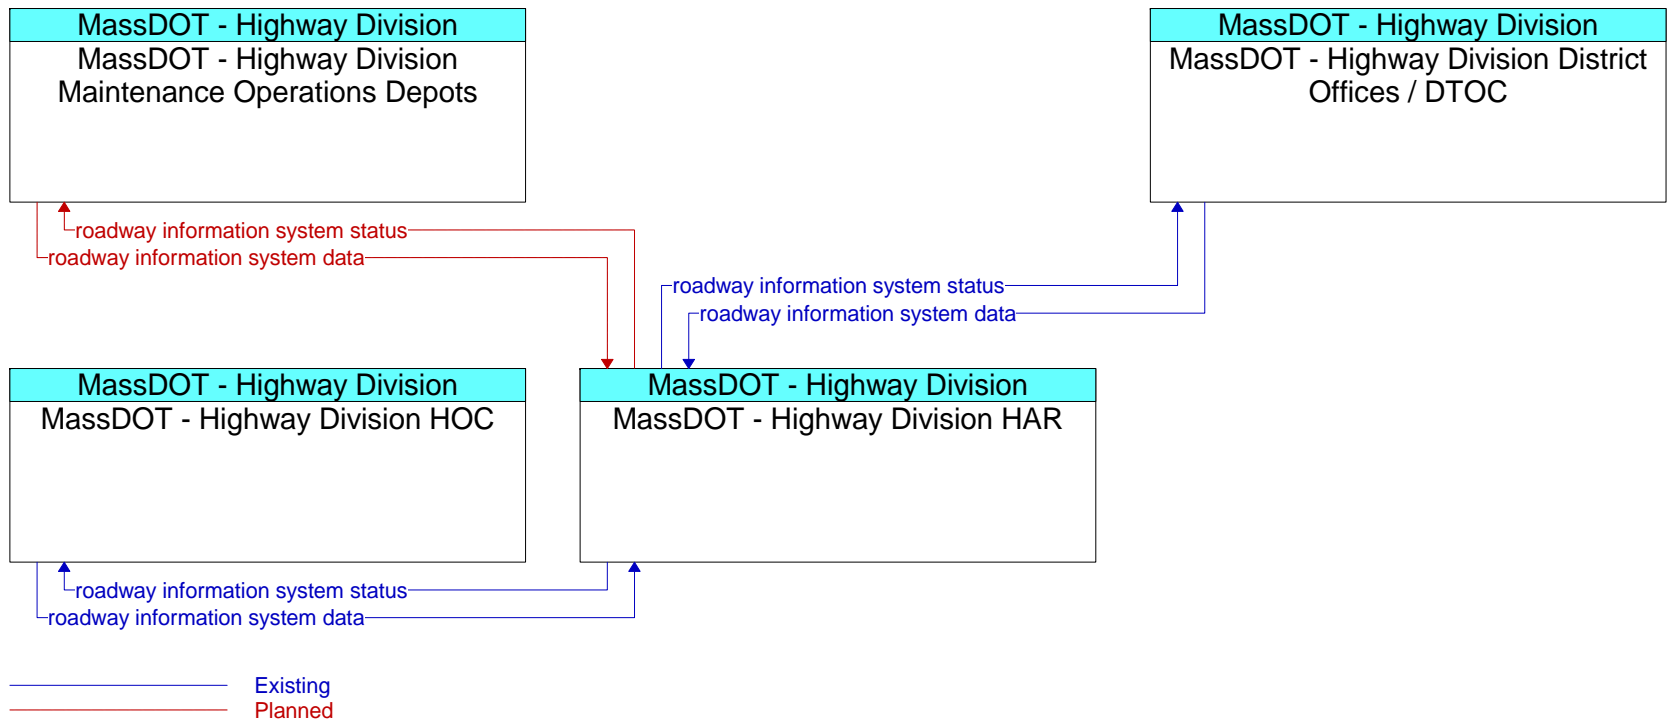 MassDOT - Highway Division
MassDOT - Highway Division
Maintenance Operations Depots
MassDOT - Highway Division
MassDOT - Highway Division District
Offices / DTOC
roadway information system status
roadway information system data
roadway information system status
roadway information system data
MassDOT - Highway Division
MassDOT - Highway Division HOC
MassDOT - Highway Division
MassDOT - Highway Division HAR
roadway information system status
roadway information system data
Existing
Planned